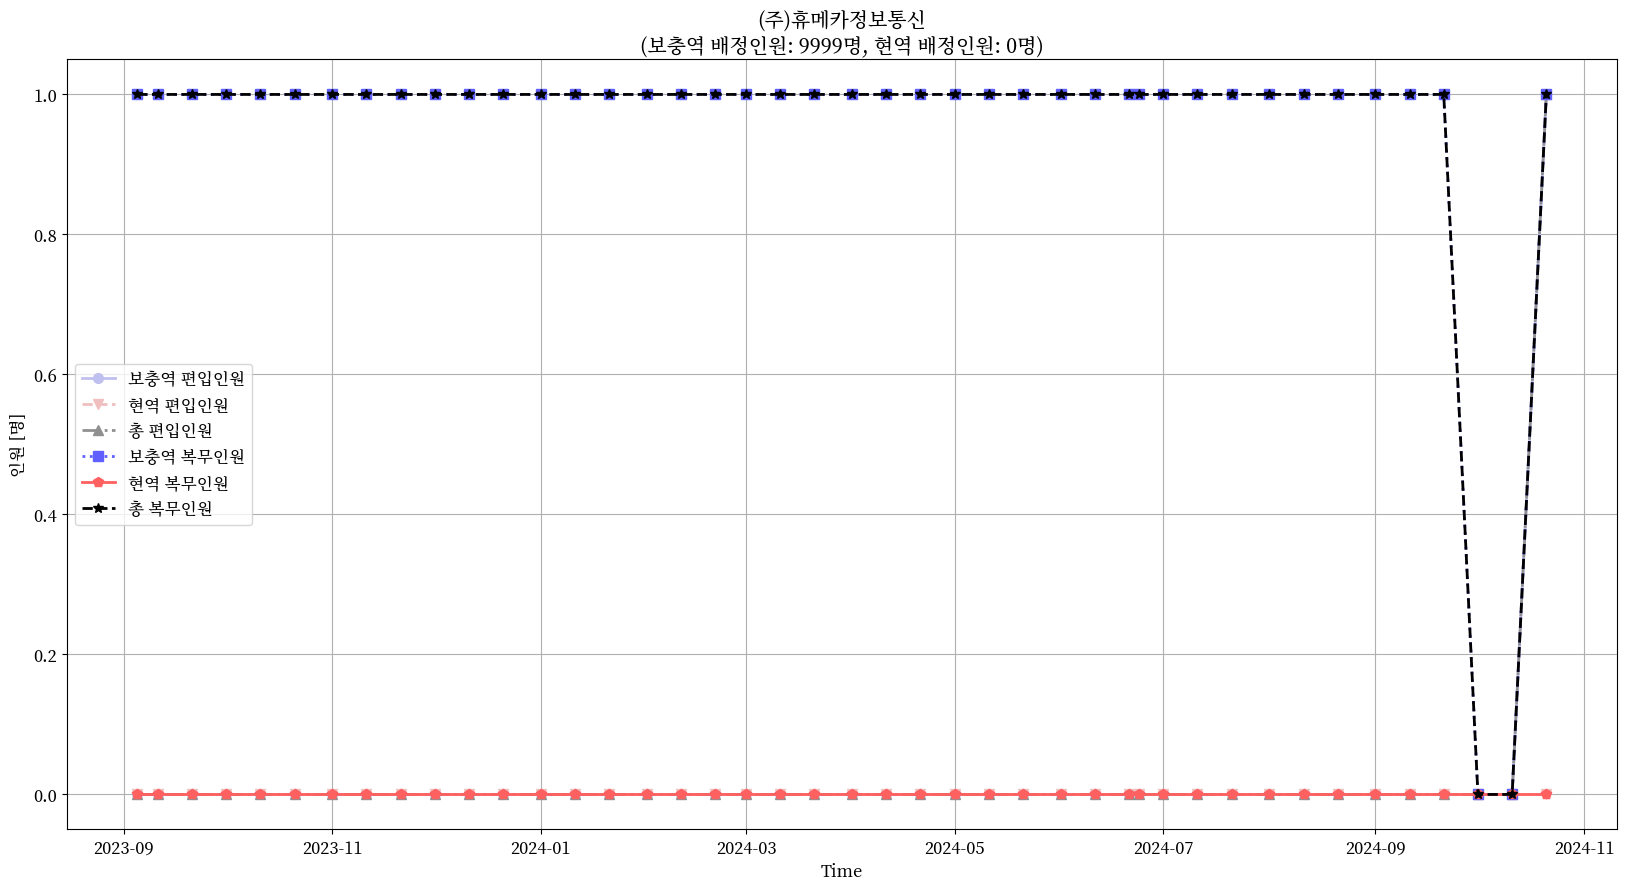 (주)휴메카정보통신
(보충역 배정인원: 9999명, 현역 배정인원: 0명)
인원 [명]
1.0
0.8
0.6
0.4
0.2
0.0
보충역 편입인원
현역 편입인원
총 편입인원
보충역 복무인원
현역 복무인원
총 복무인원
2023-09 2023-11 2024-01 2024-03 2024-05 2024-07 2024-09 2024-11
Time